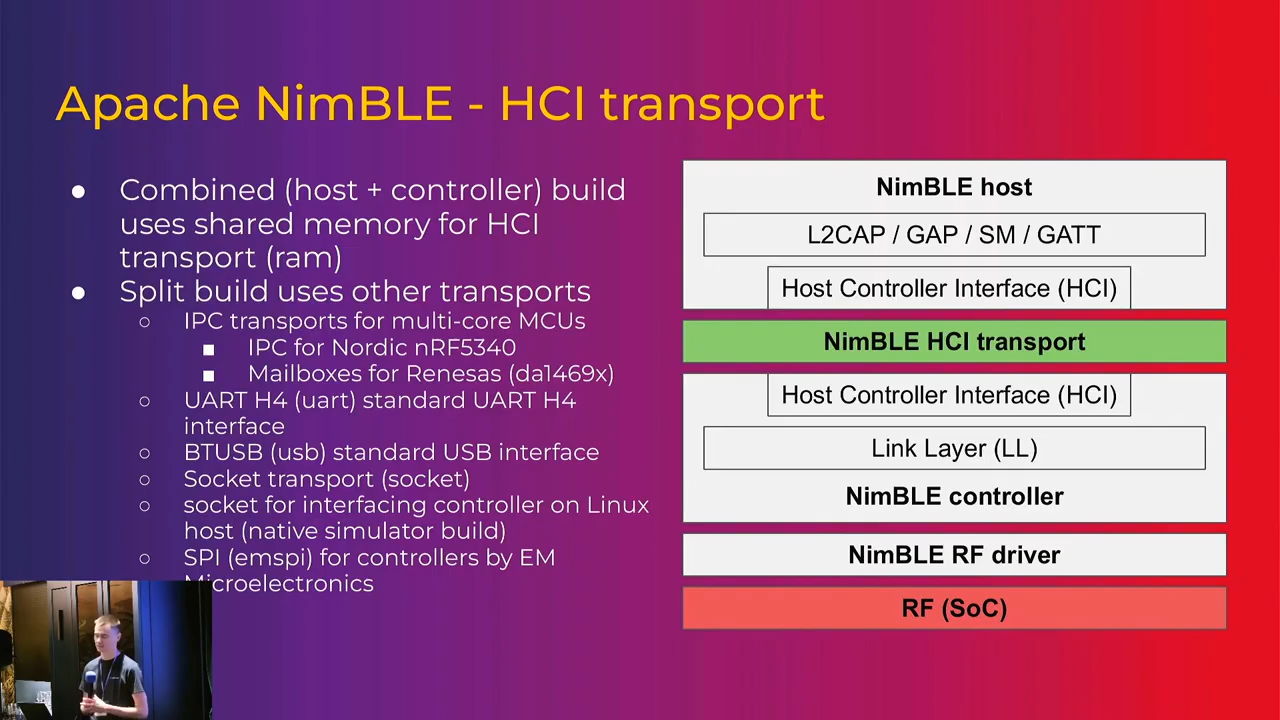 Apache NimBLE - HCI transport
● Combined (host + controller) build
uses shared memory for HCI
transport (ram)
● Split build uses other transports
○ IPC transports for multi-core MCUs
■ IPC for Nordic nRF5340
■ Mailboxes for Renesas (da1469x)
○ UART H4 (uart) standard UART H4
interface
○ BTUSB (usb) standard USB interface
○ Socket transport (socket)
○ socket for interfacing controller on Linux
host (native simulator build)
○ SPI (emspi) for controllers by EM
Microelectronics
NimBLE host
L2CAP / GAP / SM / GATT
Host Controller Interface (HCI)
NimBLE HCI transport
Host Controller Interface (HCI)
Link Layer (LL)
NimBLE controller
NimBLE RF driver
RF (SoC)